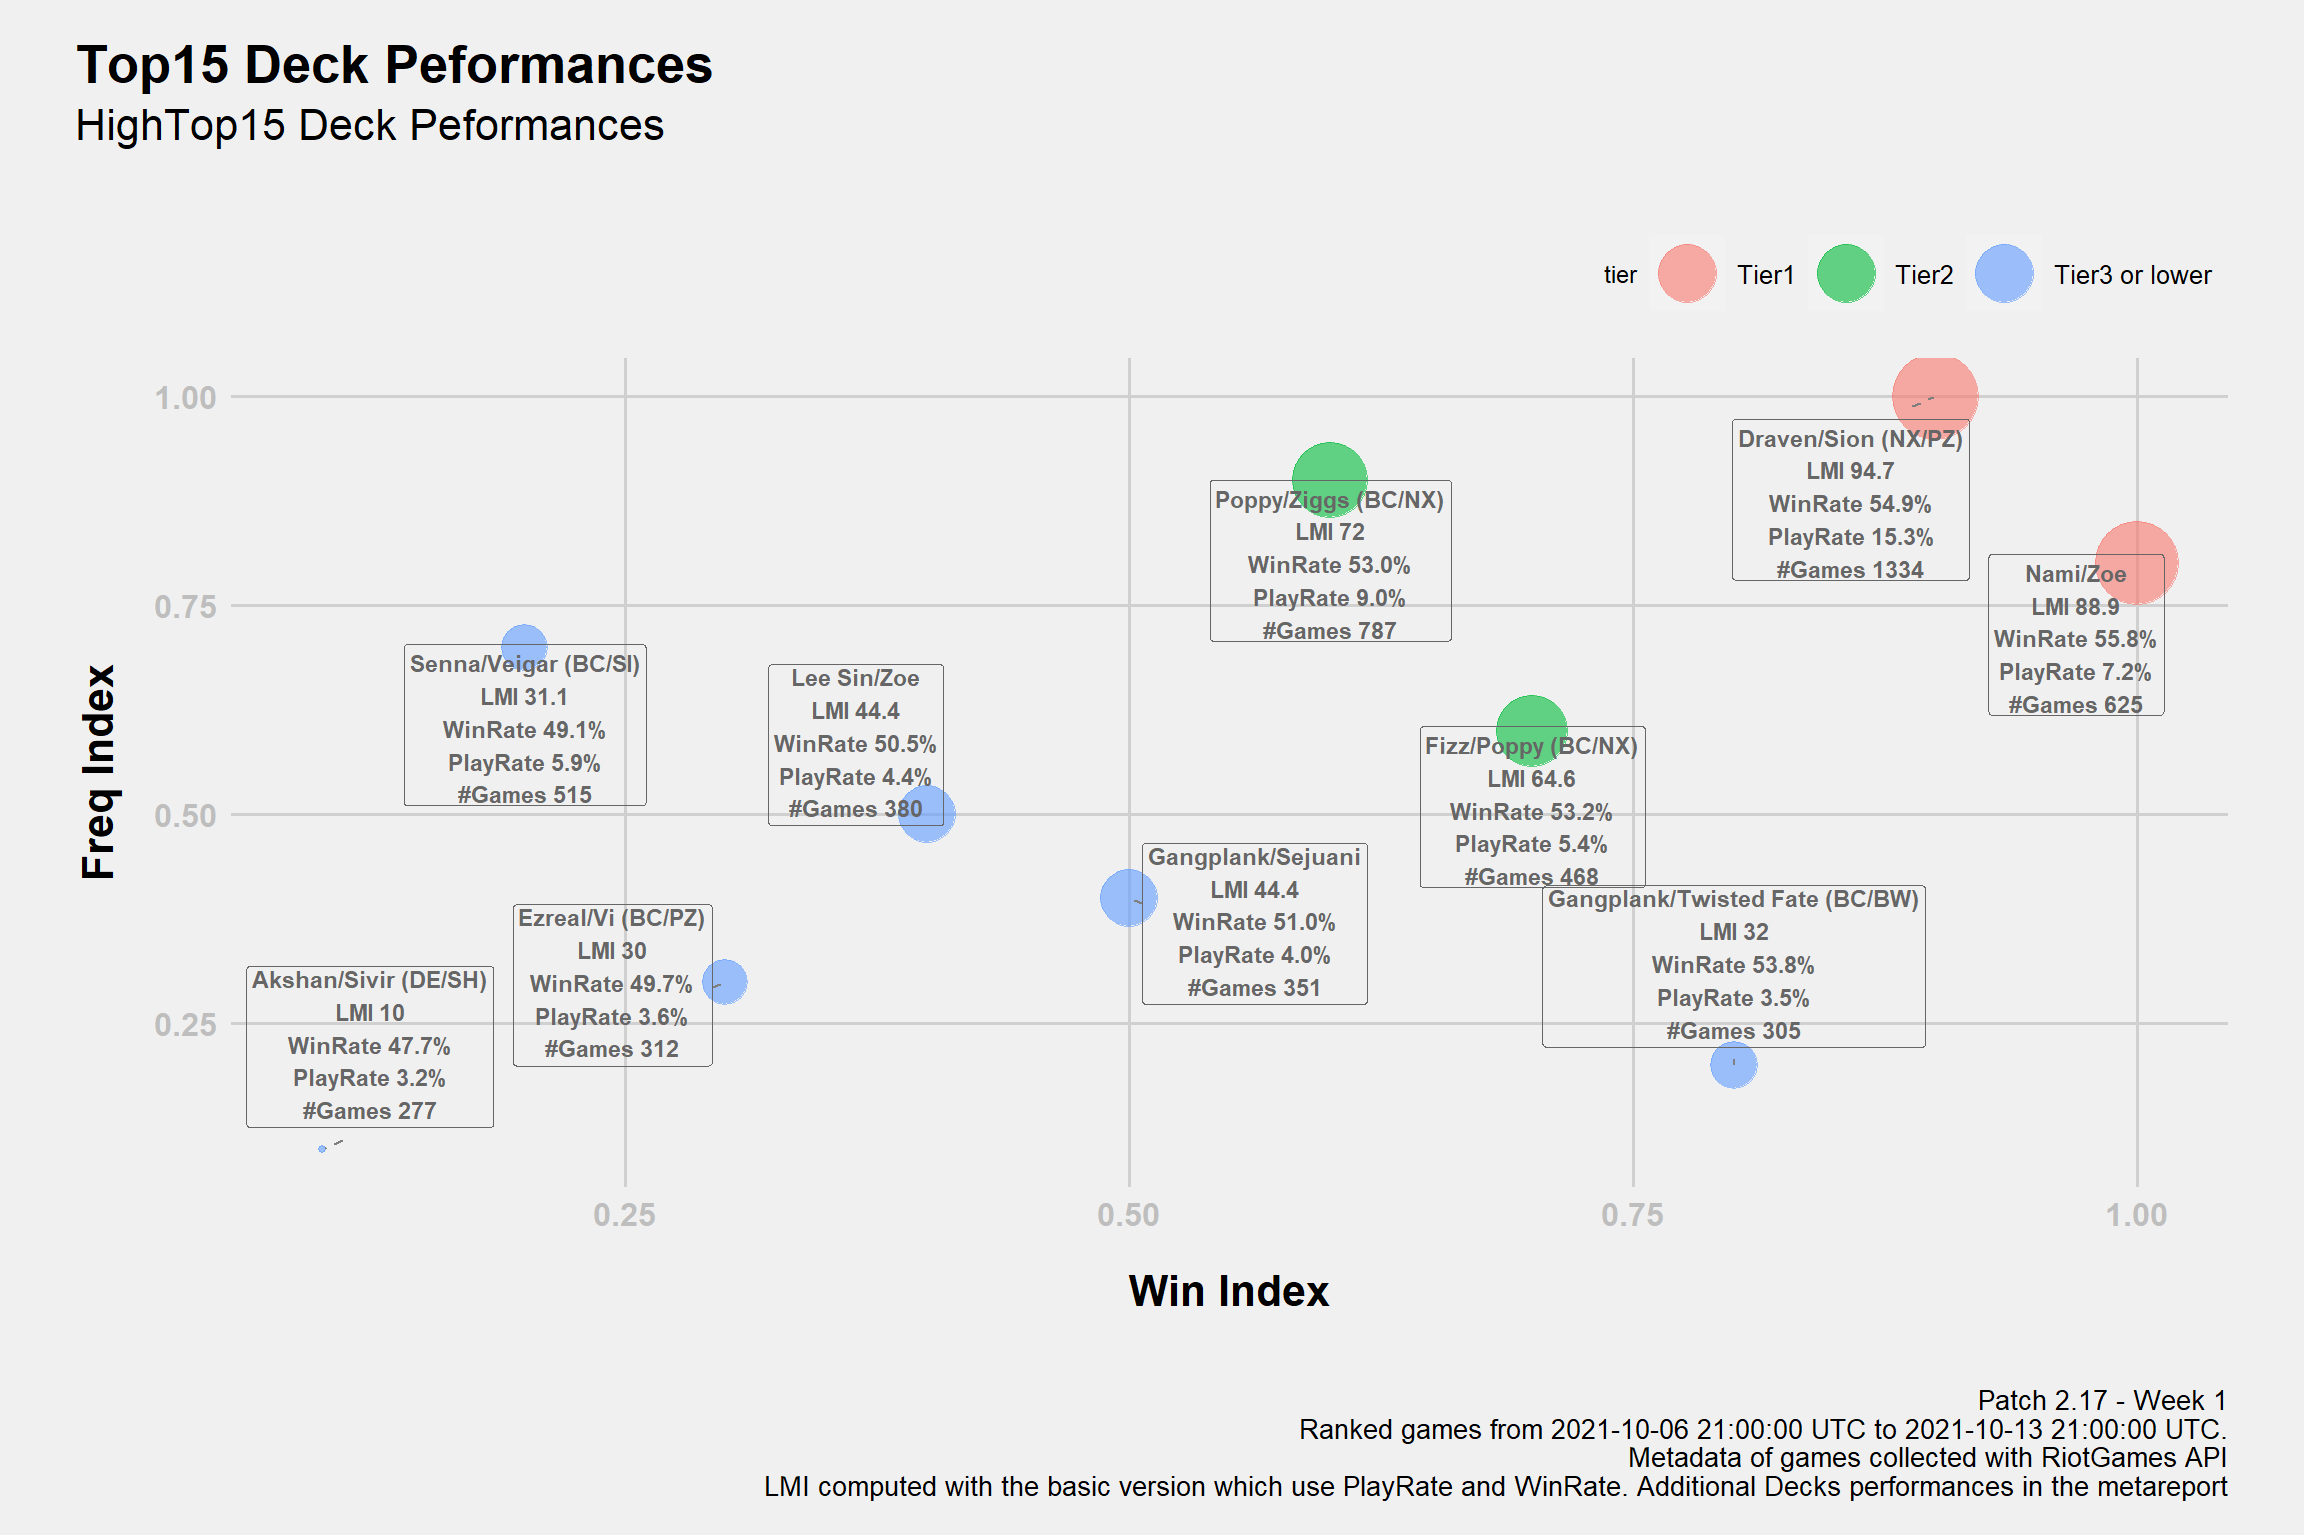 Top15 Deck Peformances
HighTop15 Deck Peformances
tier
Tier1
Tier2
Tier3 or lower
Freq Index
1.00
0.75
0.50
0.25
Draven/Sion (NX/PZ)
LMI 94.7
WinRate 54.9%
PlayRate 15.3%
#Games 1334
Poppy/Ziggs (BC/NX)
LMI 72
WinRate 53.0%
PlayRate 9.0%
#Games 787
Nami/Zoe
LMI 88.9
WinRate 55.8%
PlayRate 7.2%
#Games 625
Senna/Veigar (BC/SI)
LMI 31.1
WinRate 49.1%
PlayRate 5.9%
#Games 515
Lee Sin/Zoe
LMI 44.4
WinRate 50.5%
PlayRate 4.4%
#Games 380
Fizz/Poppy (BC/NX)
LMI 64.6
WinRate 53.2%
PlayRate 5.4%
#Games 468
Gangplank/Sejuani
LMI 44.4
WinRate 51.0%
PlayRate 4.0%
#Games 351
Gangplank/Twisted Fate (BC/BW)
LMI 32
WinRate 53.8%
PlayRate 3.5%
#Games 305
Ezreal/Vi (BC/PZ)
LMI 30
WinRate 49.7%
PlayRate 3.6%
#Games 312
Akshan/Sivir (DE/SH)
LMI 10
WinRate 47.7%
PlayRate 3.2%
#Games 277
0.25
0.50
0.75
1.00
Win Index
Patch 2.17 - Week 1
Ranked games from 2021-10-06 21:00:00 UTC to 2021-10-13 21:00:00 UTC.
Metadata of games collected with RiotGames API
LMI computed with the basic version which use PlayRate and WinRate. Additional Decks performances in the metareport